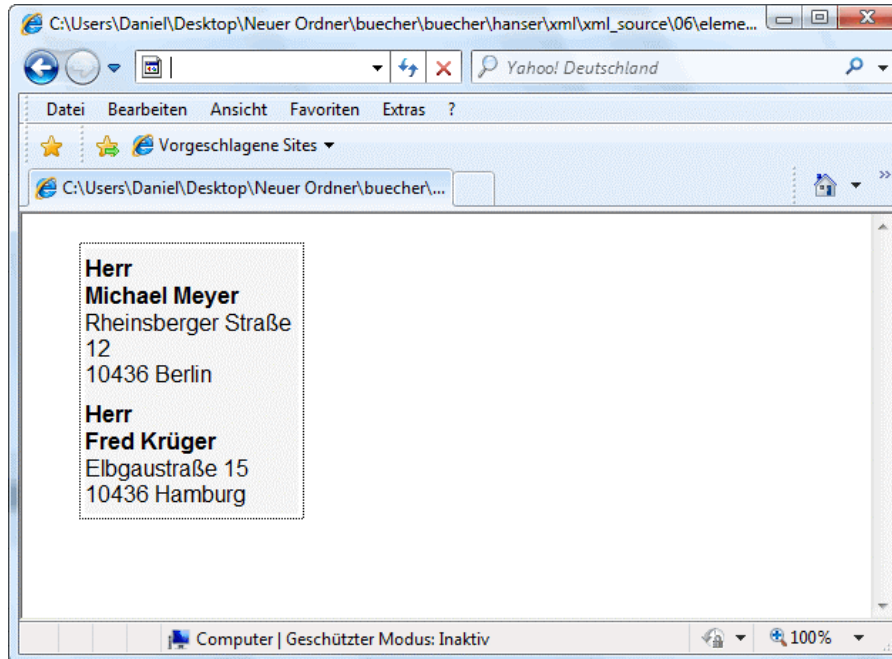 C:\Users\Daniel\Desktop\Neuer Ordner\buecher\buecher\hanser\xml\xml_source\06\eleme...
Yahoo! Deutschland
Datei Bearbeiten Ansicht Favoriten Extras ?
Vorgeschlagene Sites
C:\Users\Daniel\Desktop\Neuer Ordner\buecher\...
Herr
Michael Meyer
Rheinsberger Straße
12
10436 Berlin
Herr
Fred Krüger
Elbgaustraße 15
10436 Hamburg
Computer | Geschützter Modus: Inaktiv 100%